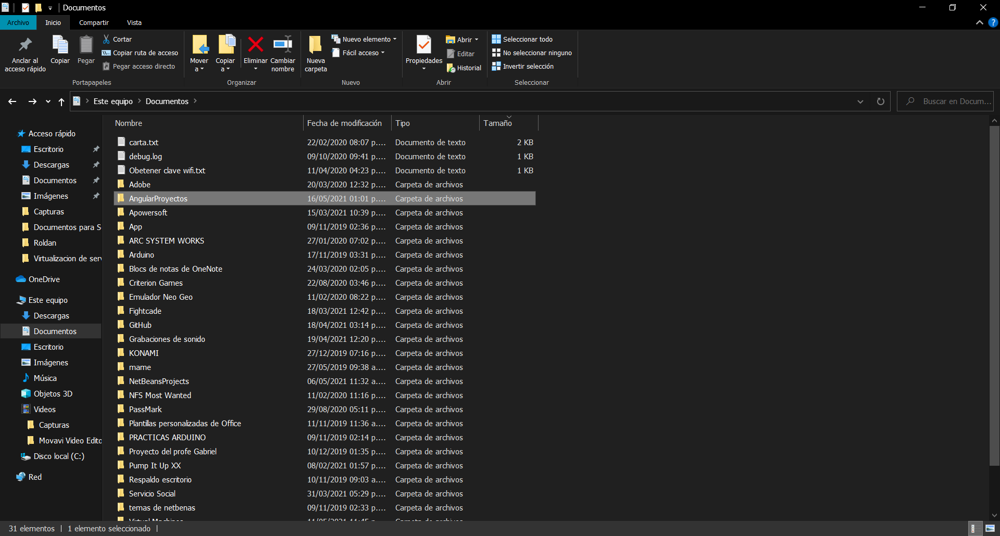 Documentos
Archivo Inicio Compartir Vista
Anclar al acceso rápido
Copiar
Pegar
Cortar
Copiar ruta de acceso
Pegar acceso directo
Portapapeles
Mover a
Copiar a
Eliminar
Cambiar nombre
Organizar
Nueva carpeta
Nuevo elemento
Fácil acceso
Nuevo
Propiedades
Abrir
Editar
Historial
Abrir
Seleccionar todo
No seleccionar ninguno
Invertir selección
Seleccionar
Este equipo > Documentos >
Buscar en Docum...
Acceso rápido
Escritorio
Descargas
Documentos
Imágenes
Capturas
Documentos para S
Roldan
Virtualizacion de ser
OneDrive
Este equipo
Descargas
Documentos
Escritorio
Imágenes
Música
Objetos 3D
Videos
Capturas
Movavi Video Edito
Disco local (C:)
Red
Nombre Fecha de modificación Tipo Tamaño
carta.txt 22/02/2020 08:07 p.... Documento de texto 2 KB
debug.log 09/10/2020 09:41 p.... Documento de texto 1 KB
Obetener clave wifi.txt 11/04/2020 04:23 p.... Documento de texto 1 KB
Adobe 20/03/2020 12:32 p.... Carpeta de archivos
AngularProyectos 16/05/2021 01:01 p.... Carpeta de archivos
Apowersoft 15/03/2021 10:39 p.... Carpeta de archivos
App 09/11/2019 02:36 p.... Carpeta de archivos
ARC SYSTEM WORKS 27/01/2020 07:02 p.... Carpeta de archivos
Arduino 17/11/2019 03:31 p.... Carpeta de archivos
Blocs de notas de OneNote 24/03/2020 02:05 p.... Carpeta de archivos
Criterion Games 22/08/2020 03:46 p.... Carpeta de archivos
Emulador Neo Geo 11/02/2020 08:22 p.... Carpeta de archivos
Fightcade 18/03/2021 12:42 p.... Carpeta de archivos
GitHub 18/04/2021 03:14 p.... Carpeta de archivos
Grabaciones de sonido 19/04/2021 12:20 p.... Carpeta de archivos
KONAMI 27/12/2019 07:16 p.... Carpeta de archivos
mame 27/05/2019 09:38 a.... Carpeta de archivos
NetBeansProjects 06/05/2021 11:32 a.... Carpeta de archivos
NFS Most Wanted 11/02/2020 11:16 p.... Carpeta de archivos
PassMark 29/08/2020 05:11 p.... Carpeta de archivos
Plantillas personalizadas de Office 11/11/2019 11:36 a.... Carpeta de archivos
PRACTICAS ARDUINO 09/11/2019 02:14 p.... Carpeta de archivos
Proyecto del profe Gabriel 10/12/2019 01:35 p.... Carpeta de archivos
Pump It Up XX 08/02/2021 01:57 p.... Carpeta de archivos
Respaldo escritorio 10/11/2019 09:03 a.... Carpeta de archivos
Servicio Social 31/03/2021 05:29 p.... Carpeta de archivos
temas de netbenas 09/11/2019 02:33 p.... Carpeta de archivos
Virtual Machines
31 elementos 1 elemento seleccionado